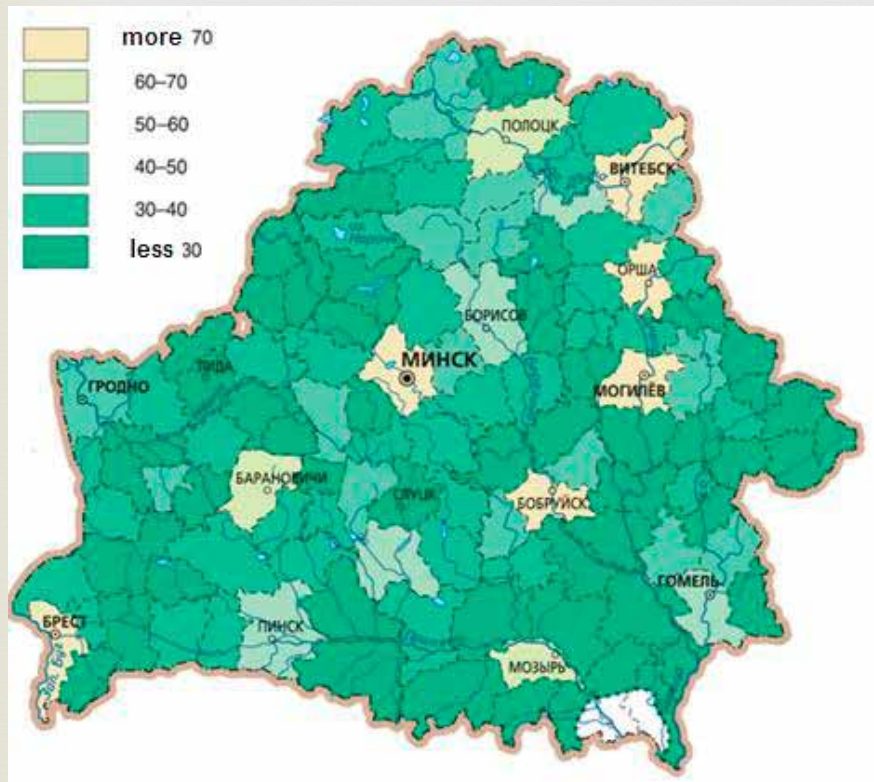 more 70
60–70
50–60
40–50
30–40
less 30
ПОЛОЦК
ВИТЕБСК
ОРША
БОРИСОВ
МИНСК
ЛИДА
ГРОДНО
МОГИЛЁВ
БАРАНОВИЧИ
СЛУЦК
БОБРУЙСК
ГОМЕЛЬ
БРЕСТ
ПИНСК
МОЗЫРЬ